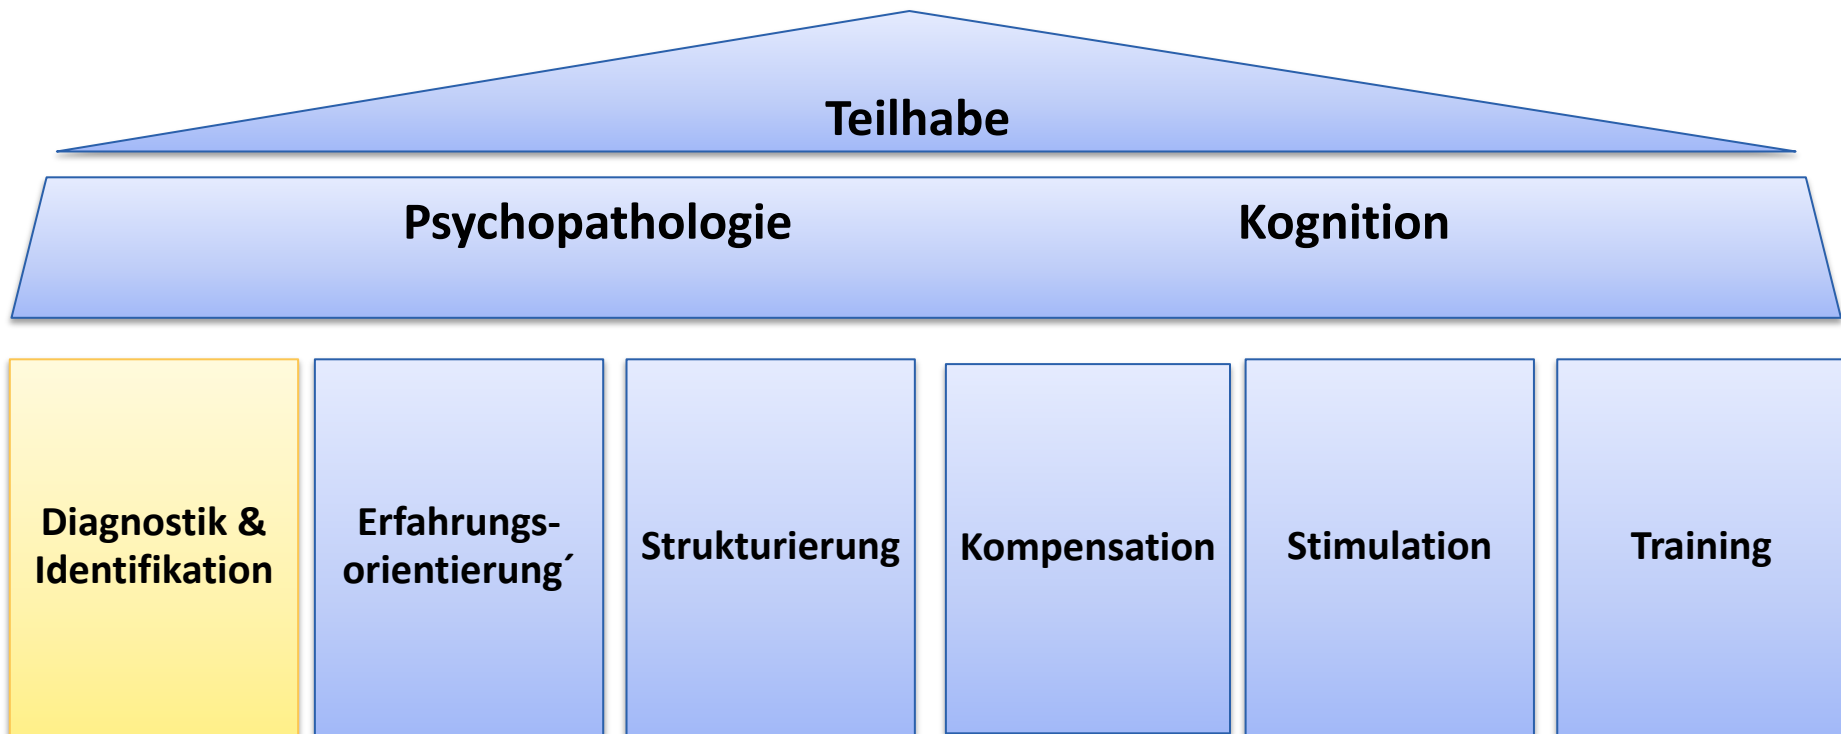 Teilhabe
Psychopathologie Kognition
Diagnostik &
Identifikation
Erfahrungs-
orientierung´
Strukturierung
Kompensation
Stimulation
Training